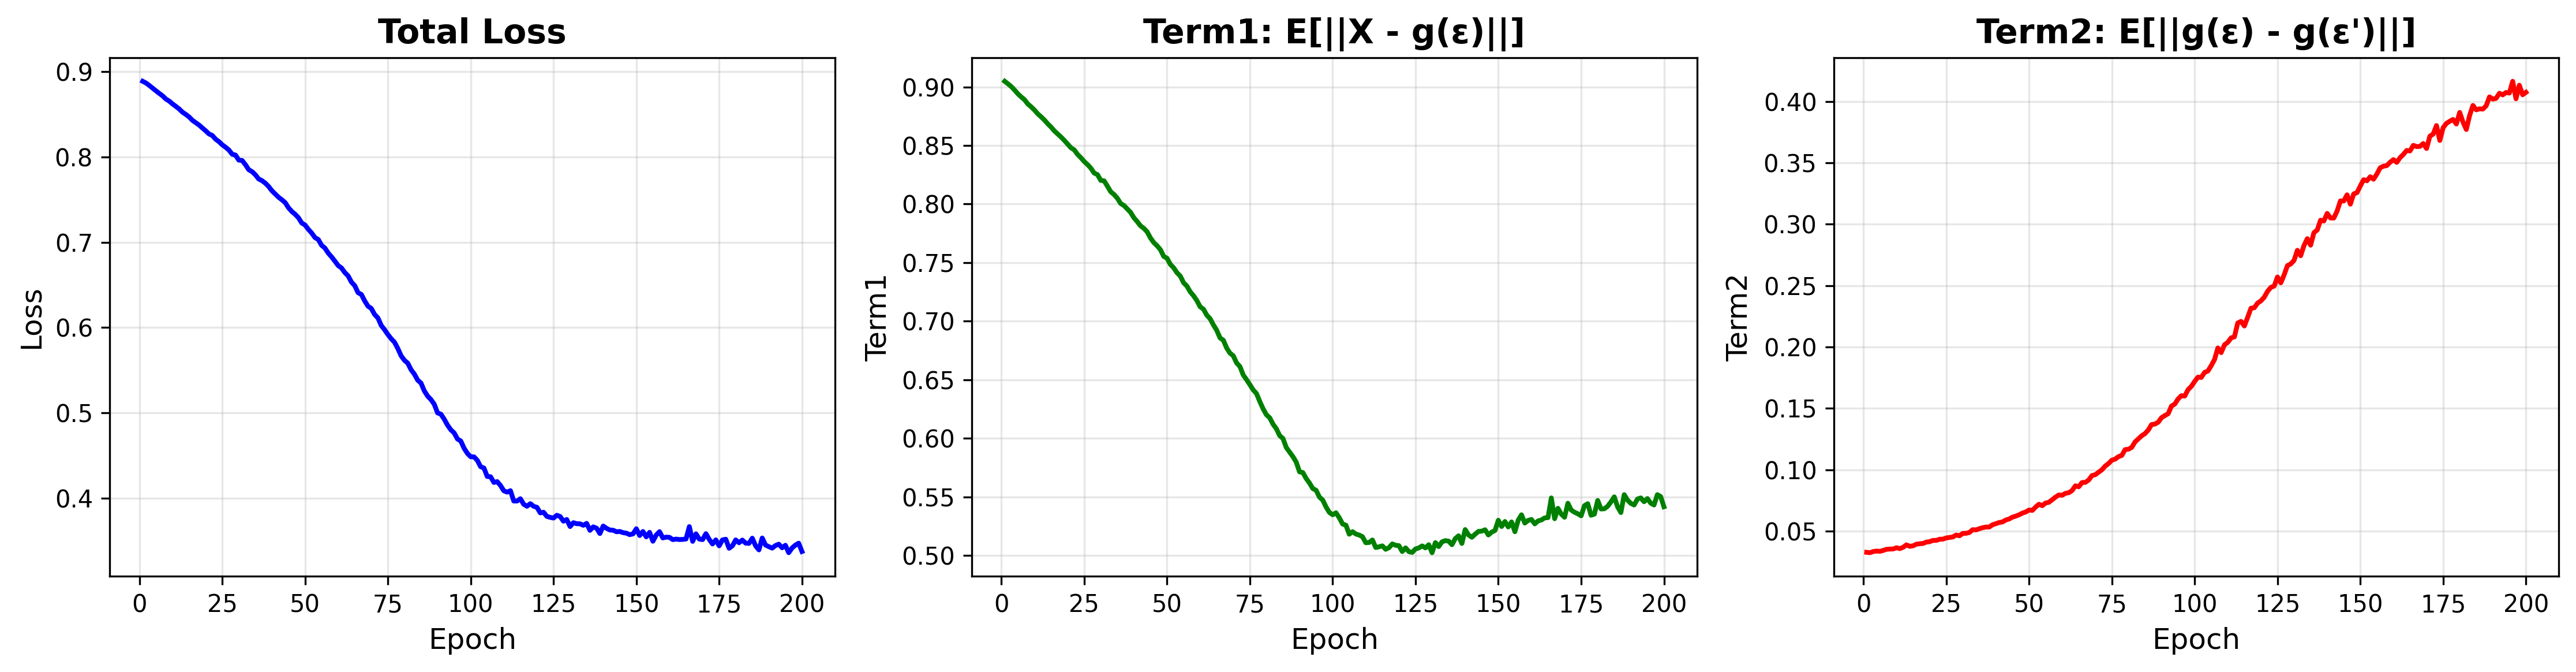 Total Loss
Loss
0.9
0.8
0.7
0.6
0.5
0.4
0 25 50 75 100 125 150 175 200
Epoch
Term1: E[||X - g(ε)||]
Term1
0.90
0.85
0.80
0.75
0.70
0.65
0.60
0.55
0.50
0 25 50 75 100 125 150 175 200
Epoch
Term2: E[||g(ε) - g(ε')||]
Term2
0.40
0.35
0.30
0.25
0.20
0.15
0.10
0.05
0 25 50 75 100 125 150 175 200
Epoch